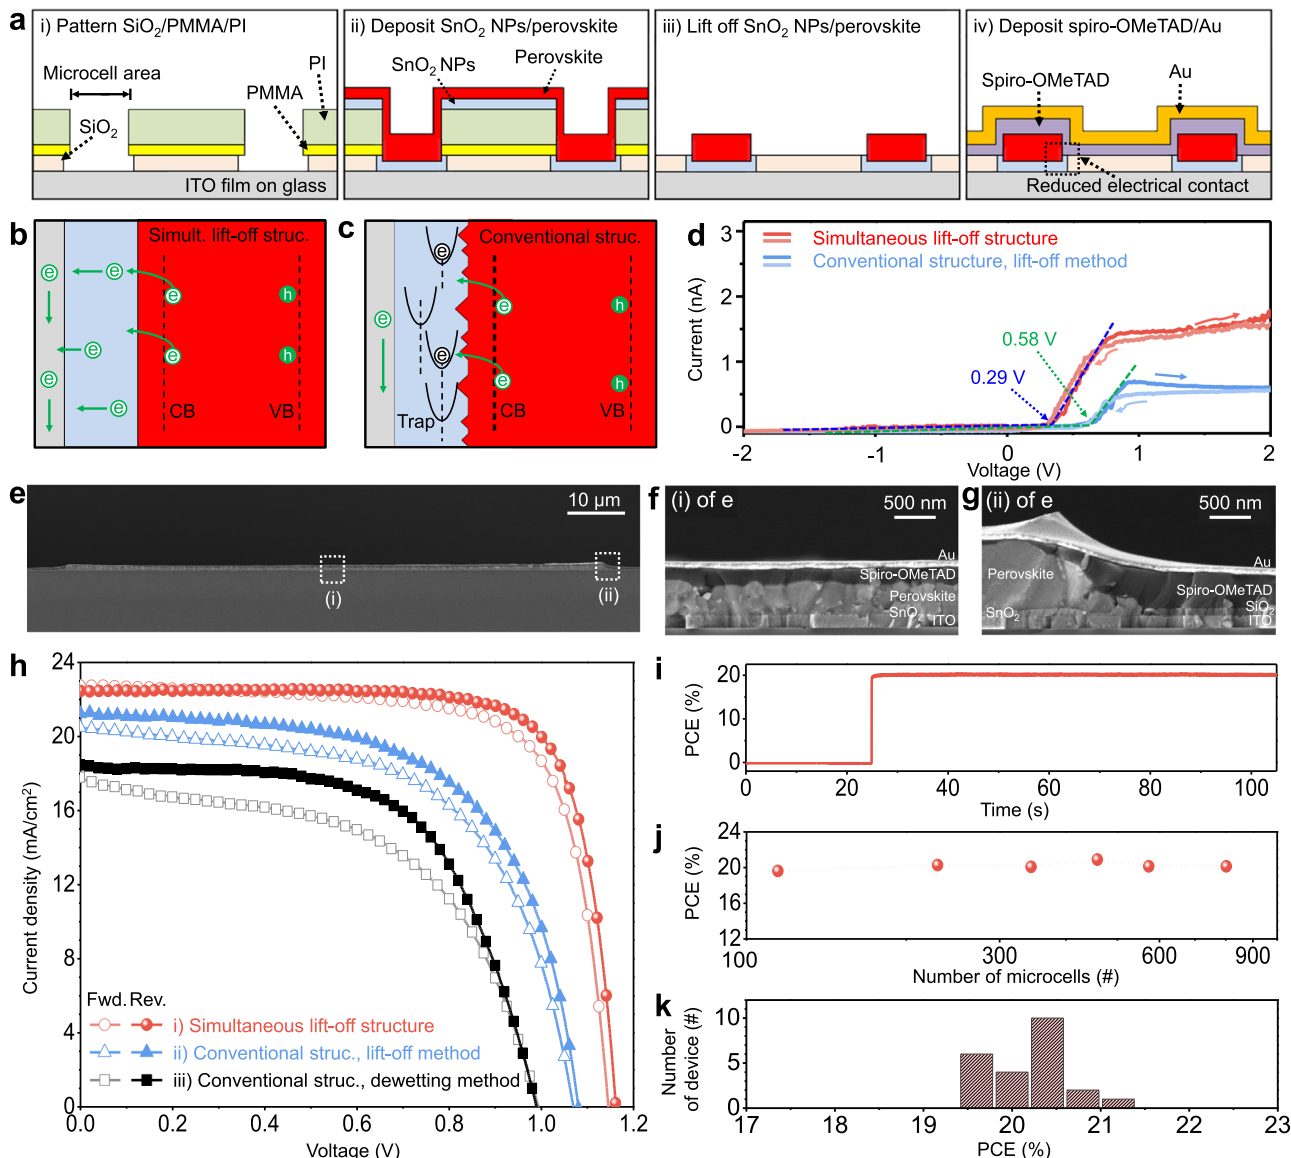 a
i) Pattern SiO2/PMMA/PI
Microcell area
PI
PMMA
SiO2
ITO film on glass
ii) Deposit SnO2 NPs/perovskite
SnO2 NPs
Perovskite
iii) Lift off SnO2 NPs/perovskite
iv) Deposit spiro-OMeTAD/Au
Spiro-OMeTAD
Au
Reduced electrical contact
b
Simult. lift-off struc.
e
e
e
e
e
e
e
h
h
CB
VB
c
Conventional struc.
e
e
e
e
e
h
h
Trap
CB
VB
d
Simultaneous lift-off structure
Conventional structure, lift-off method
0.58 V
0.29 V
Current (nA)
3
2
1
0
-2
-1
0
1
2
Voltage (V)
e
10 μm
(i)
(ii)
f
(i) of e
500 nm
Au
Spiro-OMeTAD
Perovskite
SnO2
ITO
g
(ii) of e
500 nm
Au
Perovskite
Spiro-OMeTAD
SiO2
SnO2
ITO
h
Current density (mA/cm2)
24
20
16
12
8
4
0
Fwd. Rev.
i) Simultaneous lift-off structure
ii) Conventional struc., lift-off method
iii) Conventional struc., dewetting method
0.0
0.2
0.4
0.6
0.8
1.0
1.2
Voltage (V)
i
PCE (%)
20
10
0
0
20
40
60
80
100
Time (s)
j
PCE (%)
24
20
16
12
100
300
600
900
Number of microcells (#)
k
Number
of device (#)
10
5
0
17
18
19
20
21
22
23
PCE (%)